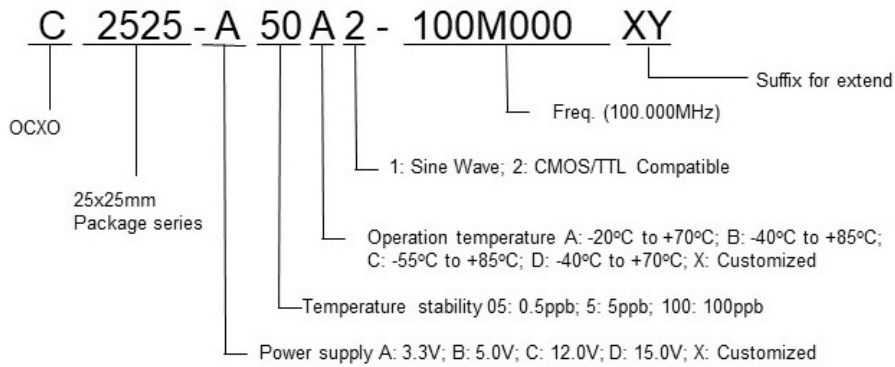 C 2525 - A 50 A 2 - 100M000 XY
Suffix for extend
Freq. (100.000MHz)
OCXO
1: Sine Wave; 2: CMOS/TTL Compatible
25x25mm
Package series
Operation temperature A: -20ºC to +70ºC; B: -40ºC to +85ºC;
C: -55ºC to +85ºC; D: -40ºC to +70ºC; X: Customized
Temperature stability 05: 0.5ppb; 5: 5ppb; 100: 100ppb
Power supply A: 3.3V; B: 5.0V; C: 12.0V; D: 15.0V; X: Customized